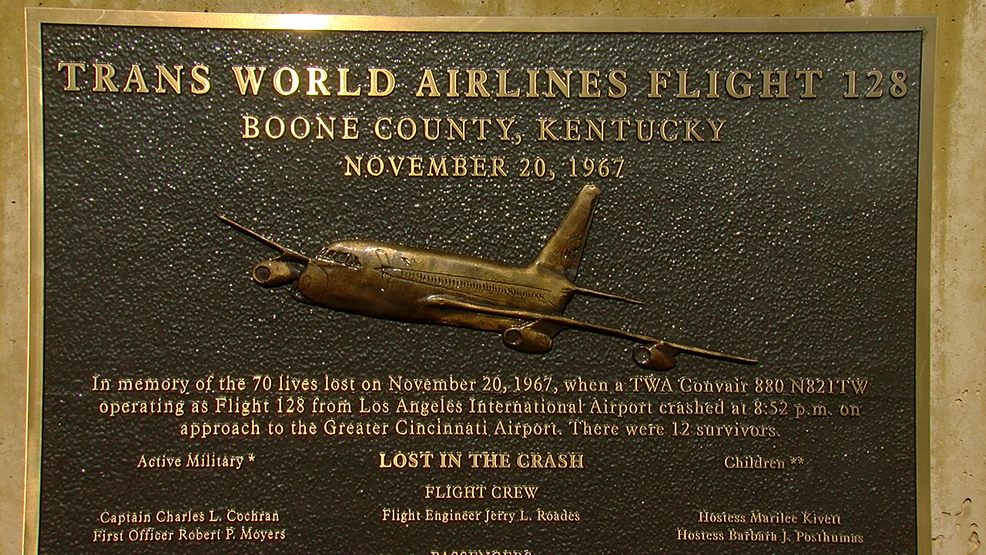 TRANS WORLD AIRLINES FLIGHT 128
BOONE COUNTY, KENTUCKY
NOVEMBER 20, 1967
In memory of the 70 lives lost on November 20, 1967, when a TWA Convair 880 N821TW
operating as Flight 128 from Los Angeles International Airport crashed at 8:52 p.m. on
approach to the Greater Cincinnati Airport. There were 12 survivors.
Active Military * LOST IN THE CRASH Children **
FLIGHT CREW
Captain Charles L. Cochran Flight Engineer Jerry L. Roades Hostess Marilee Kivett
First Officer Robert P. Moyers Hostess Barbara J. Posthumas
PASSENGERS